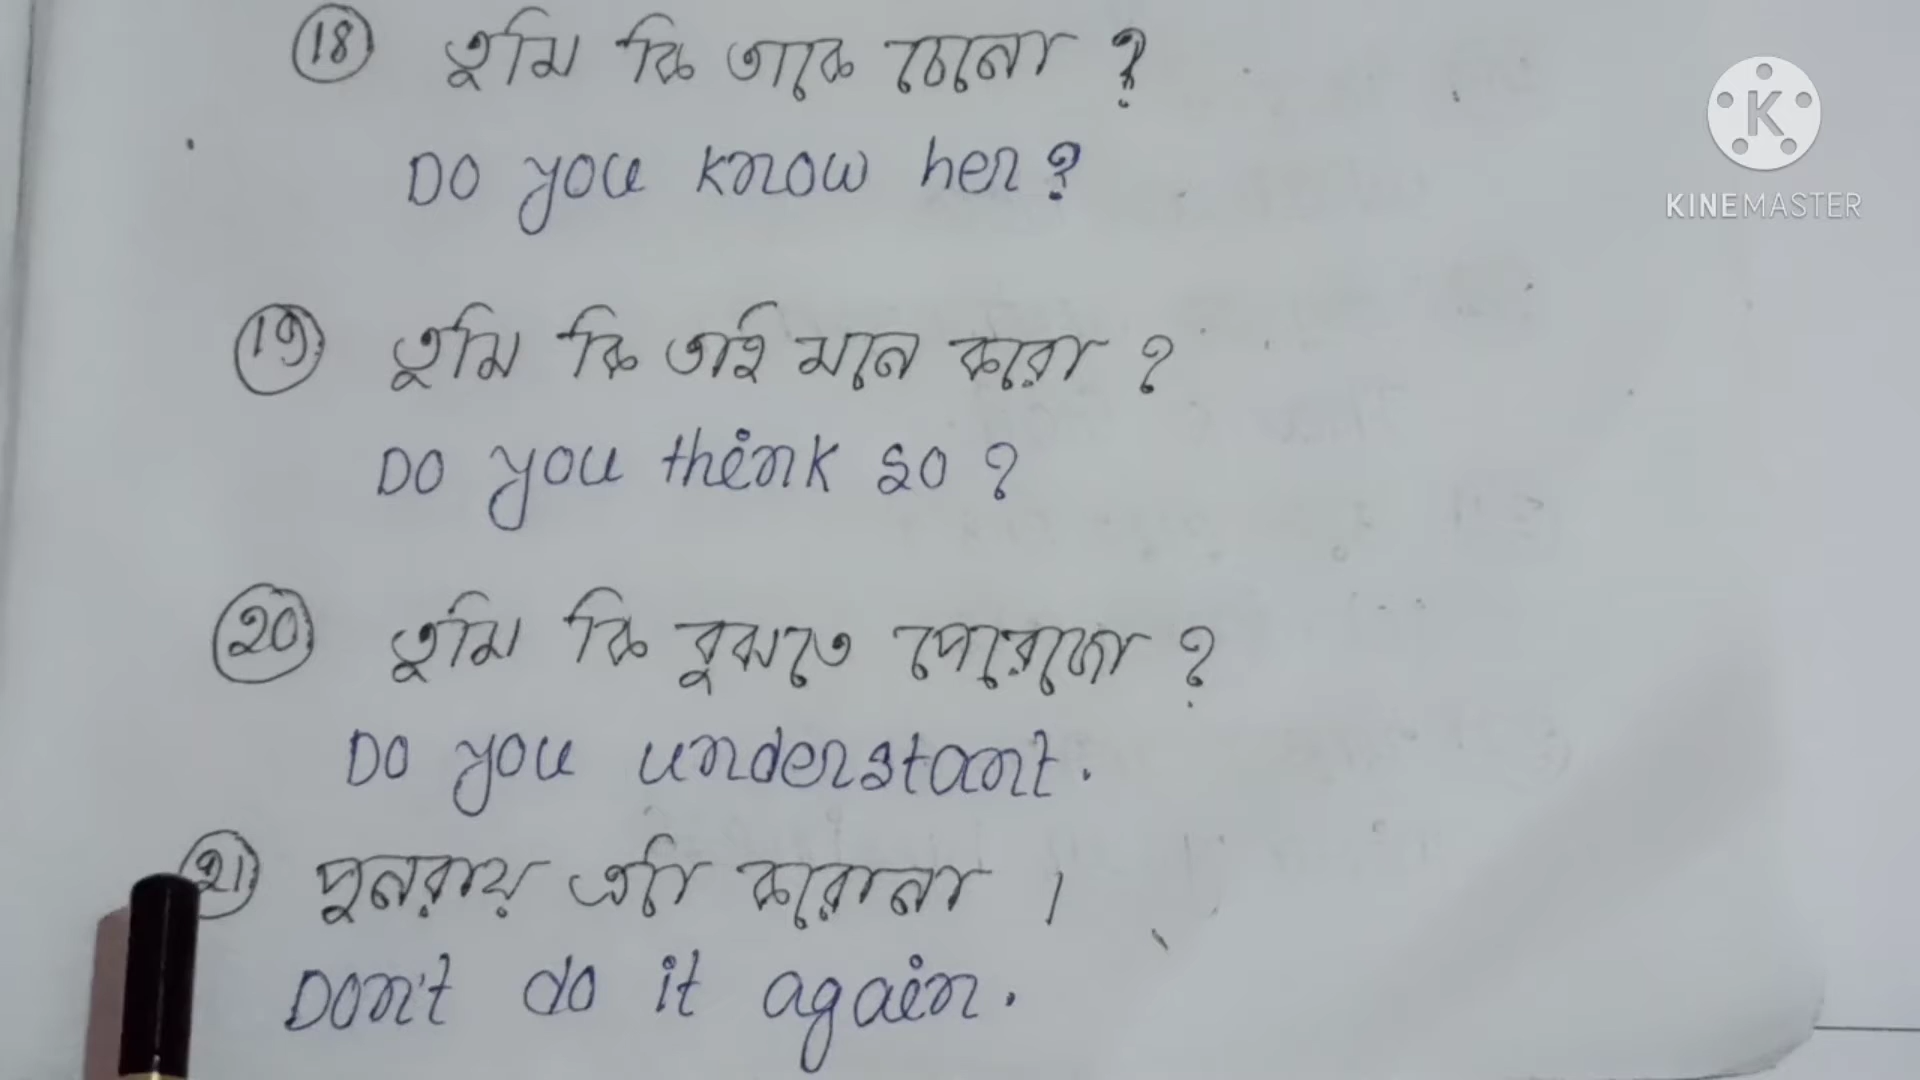 18 তুমি কি তাকে চেনো ?
Do you know her?
19 তুমি কি তাই মনে করো ?
Do you think so ?
20 তুমি কি বুঝতে পেরেছো ?
Do you understant.
21 পুনরায় এটা করোনা ।
Don't do it again.
K
KINEMASTER